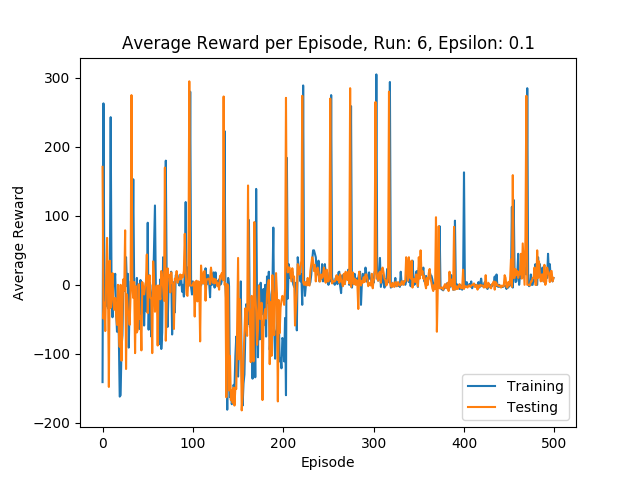 Average Reward per Episode, Run: 6, Epsilon: 0.1
300
200
100
0
−100
−200
Average Reward
0
100
200
300
400
500
Episode
Training
Testing